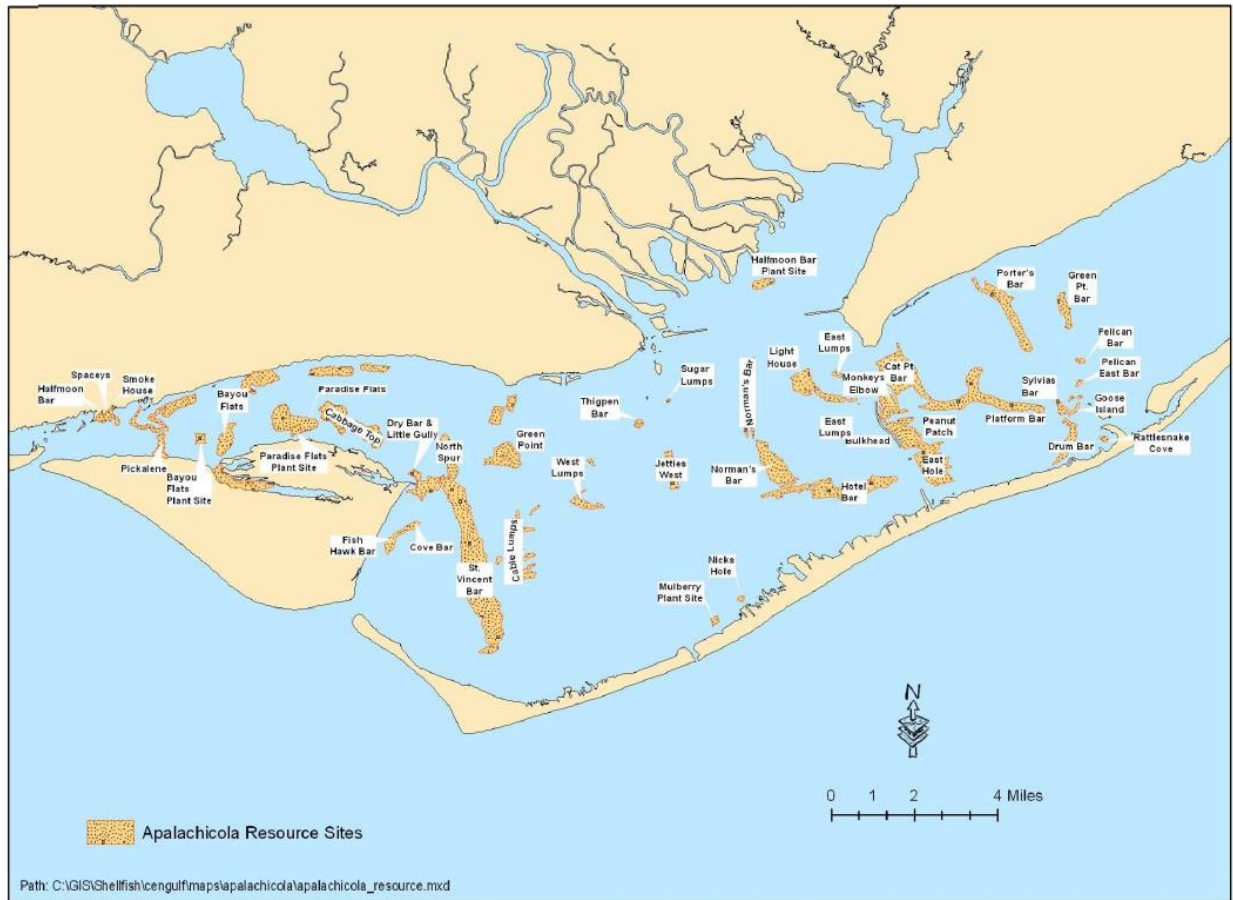 Halfmoon Bar
Plant Site
Porter's
Bar
Green
Pt.
Bar
Spaceys
Halfmoon
Bar
Smoke
House
Bayou
Flats
Paradise Flats
Cabbage Top
Dry Bar &
Little Gully
North
Spur
Pickalene
Bayou
Flats
Plant Site
Paradise Flats
Plant Site
Fish
Hawk Bar
Cove Bar
St.
Vincent
Bar
Cable Lumps
Green
Point
West
Lumps
Thigpen
Bar
Sugar
Lumps
Jetties
West
Norman's Bar
Norman's
Bar
Light
House
East
Lumps
Monkeys
Elbow
Cat Pt.
Bar
East
Lumps
Bulkhead
Peanut
Patch
East
Hole
Hotel
Bar
Platform Bar
Sylvias
Bar
Pelican
Bar
Pelican
East Bar
Goose
Island
Drum Bar
Rattlesnake
Cove
Nicks
Hole
Mulberry
Plant Site
N
0 1 2 4 Miles
Apalachicola Resource Sites
Path: C:\GIS\Shellfish\cengulf\maps\apalachicola\apalachicola_resource.mxd